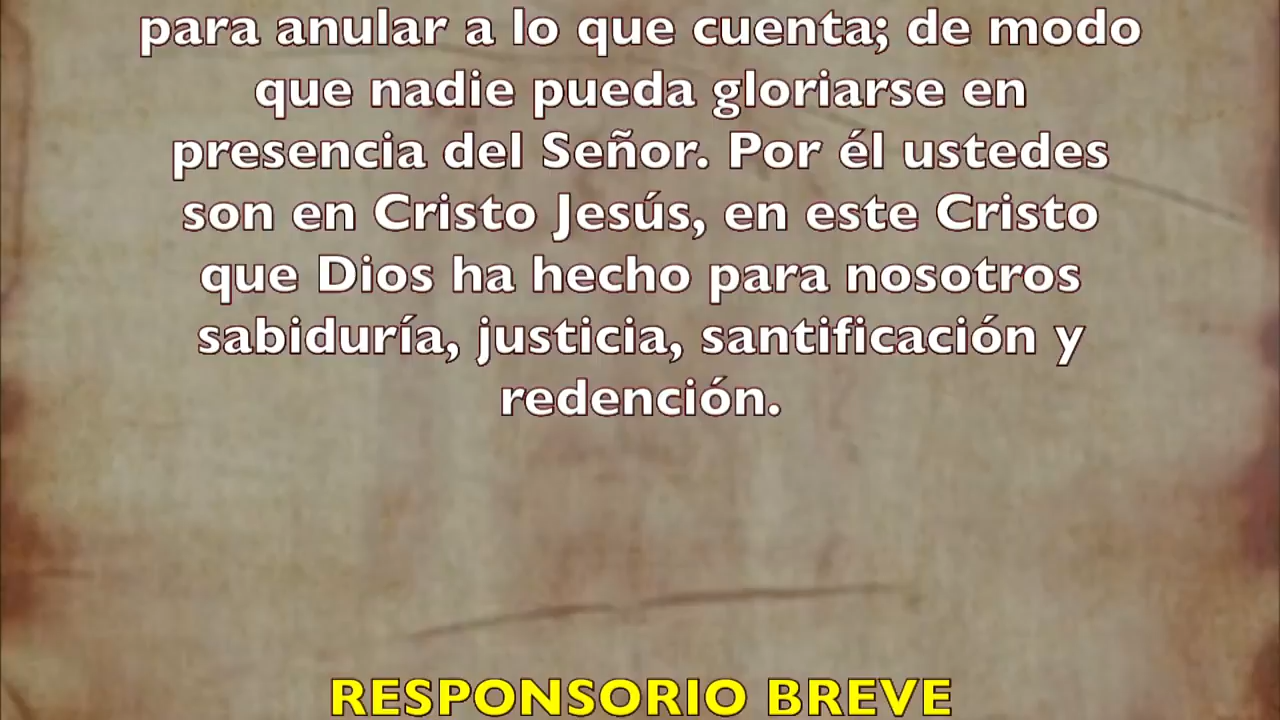 para anular a lo que cuenta; de modo
que nadie pueda gloriarse en
presencia del Señor. Por él ustedes
son en Cristo Jesús, en este Cristo
que Dios ha hecho para nosotros
sabiduría, justicia, santificación y
redención.
RESPONSORIO BREVE